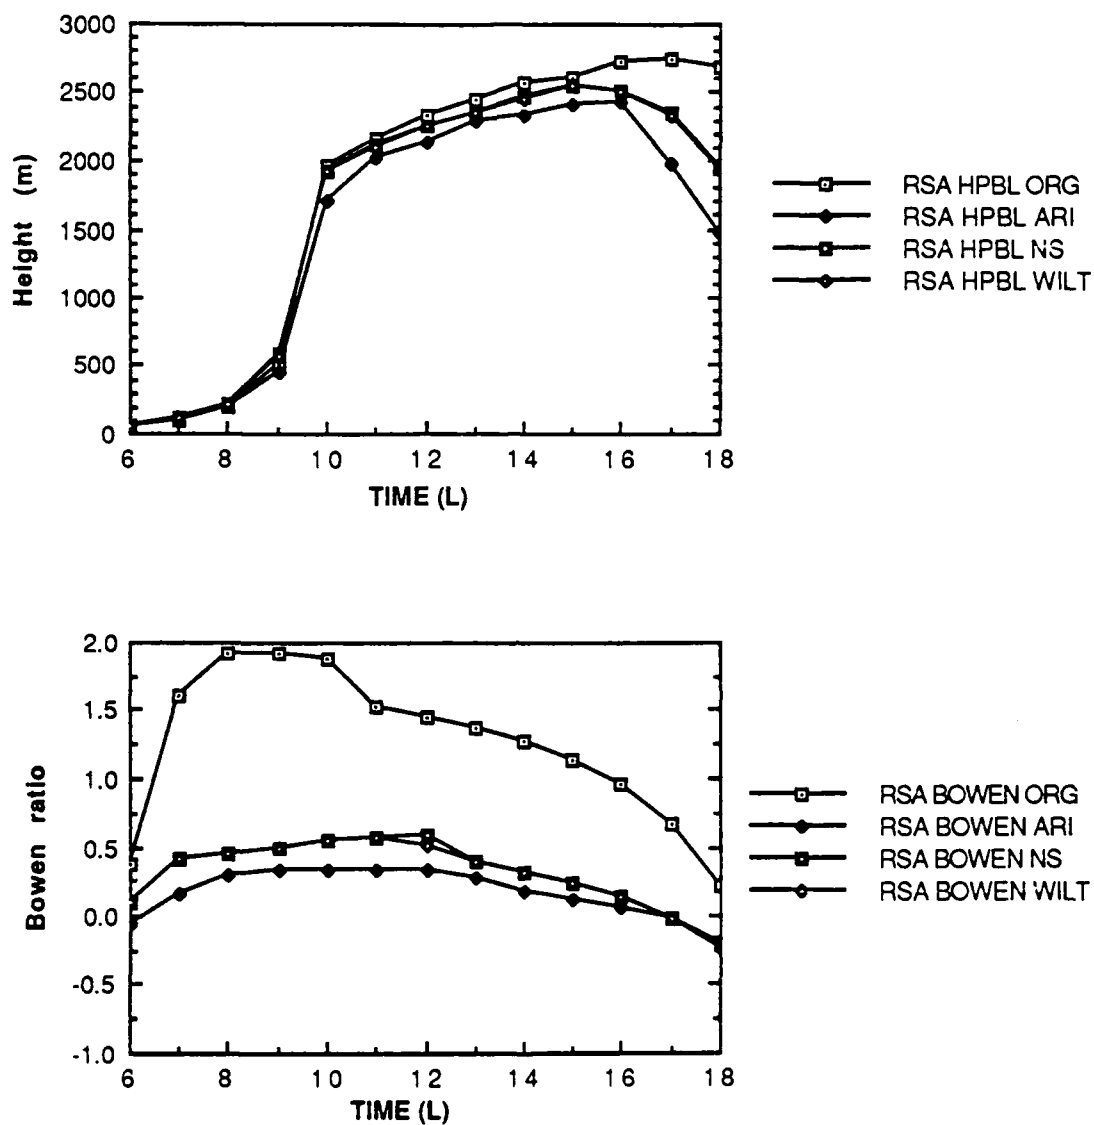 3000
2500
2000
1500
1000
500
0
Height (m)
6 8 10 12 14 16 18
TIME (L)
RSA HPBL ORG
RSA HPBL ARI
RSA HPBL NS
RSA HPBL WILT
2.0
1.5
1.0
0.5
0.0
-0.5
-1.0
Bowen ratio
6 8 10 12 14 16 18
TIME (L)
RSA BOWEN ORG
RSA BOWEN ARI
RSA BOWEN NS
RSA BOWEN WILT